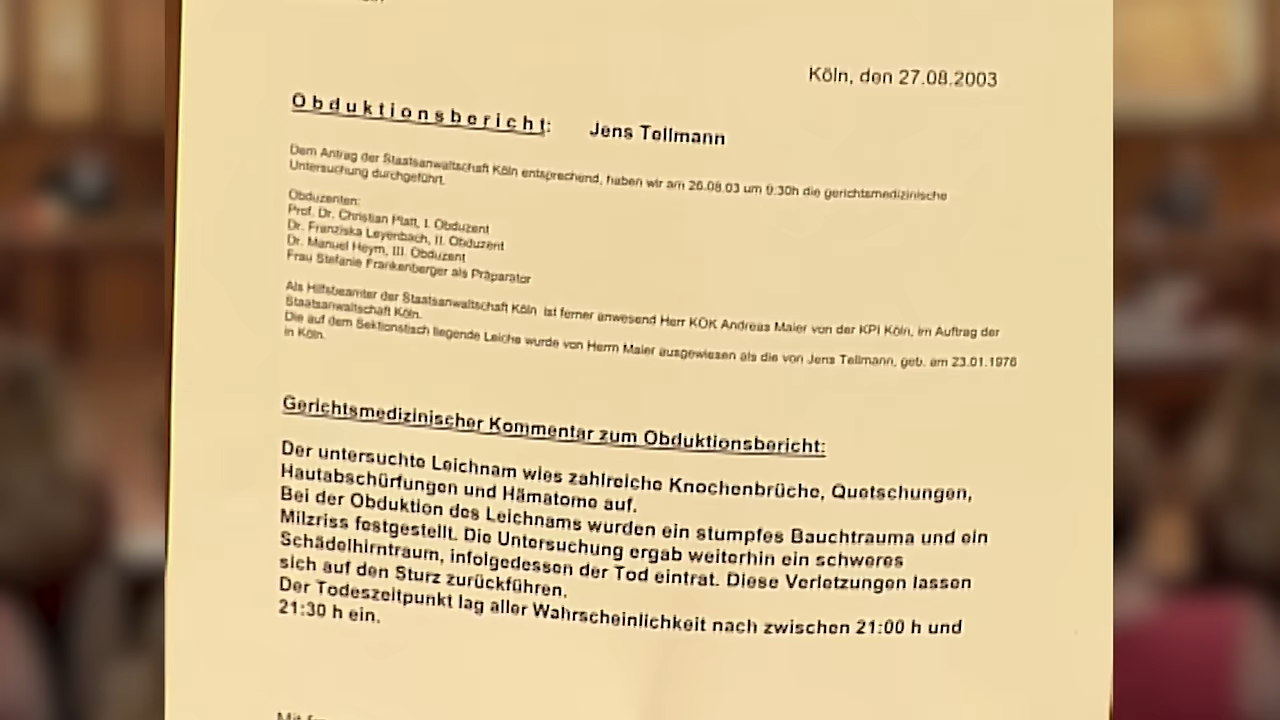 Köln, den 27.08.2003
Obduktionsbericht: Jens Tellmann
Dem Antrag der Staatsanwaltschaft Köln entsprechend, haben wir am 26.08.03 um 9:30h die gerichtsmedizinische
Untersuchung durchgeführt.
Obduzenten:
Prof. Dr. Christian Platt, I. Obduzent
Dr. Franziska Leyenbach, II. Obduzent
Dr. Manuel Heym, III. Obduzent
Frau Stefanie Frankenberger als Präparator
Als Hilfsbeamter der Staatsanwaltschaft Köln ist ferner anwesend Herr KOK Andreas Maier von der KPI Köln, im Auftrag der
Staatsanwaltschaft Köln.
Die auf dem Sektionstisch liegende Leiche wurde von Herrn Maier ausgewiesen als die von Jens Tellmann, geb. am 23.01.1976
in Köln.
Gerichtsmedizinischer Kommentar zum Obduktionsbericht:
Der untersuchte Leichnam wies zahlreiche Knochenbrüche, Quetschungen,
Hautabschürfungen und Hämatome auf.
Bei der Obduktion des Leichnams wurden ein stumpfes Bauchtrauma und ein
Milzriss festgestellt. Die Untersuchung ergab weiterhin ein schweres
Schädelhirntraum, infolgedessen der Tod eintrat. Diese Verletzungen lassen
sich auf den Sturz zurückführen.
Der Todeszeitpunkt lag aller Wahrscheinlichkeit nach zwischen 21:00 h und
21:30 h ein.